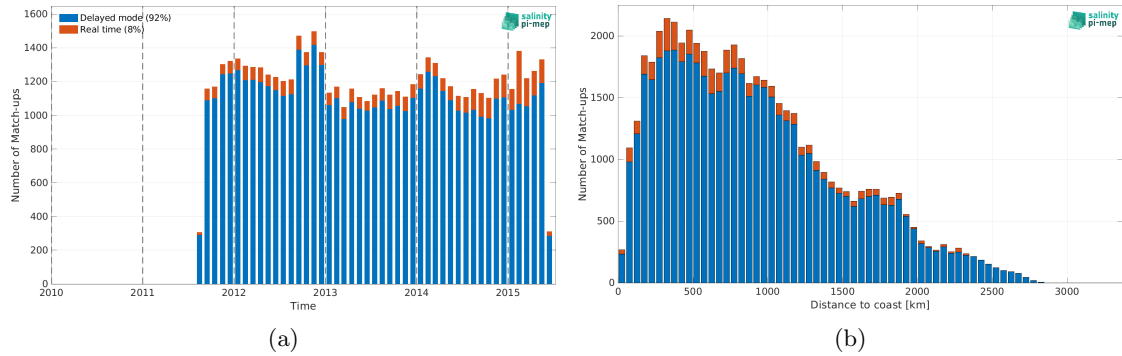 Delayed mode (92%)
Real time (8%)
salinity
pi-mep
1600
1400
1200
1000
800
600
400
200
0
Number of Match-ups
2010
2011
2012
2013
2014
2015
Time
(a)
salinity
pi-mep
2000
1500
1000
500
0
Number of Match-ups
0
500
1000
1500
2000
2500
3000
Distance to coast [km]
(b)